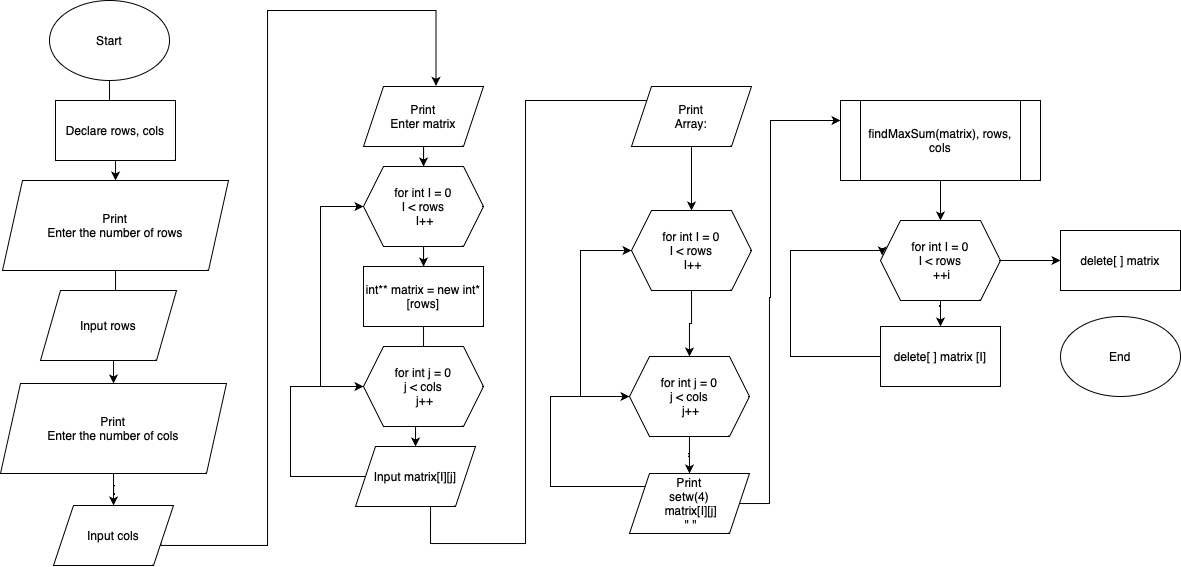 Start
Declare rows, cols
Print
Enter the number of rows
Input rows
Print
Enter the number of cols
Input cols
Print
Enter matrix
for int I = 0
I < rows
I++
int** matrix = new int*
[rows]
for int j = 0
j < cols
j++
Input matrix[I][j]
Print
Array:
for int I = 0
I < rows
I++
for int j = 0
j < cols
j++
Print
setw(4)
matrix[I][j]
" "
findMaxSum(matrix), rows,
cols
for int I = 0
I < rows
++i
delete[ ] matrix [I]
delete[ ] matrix
End